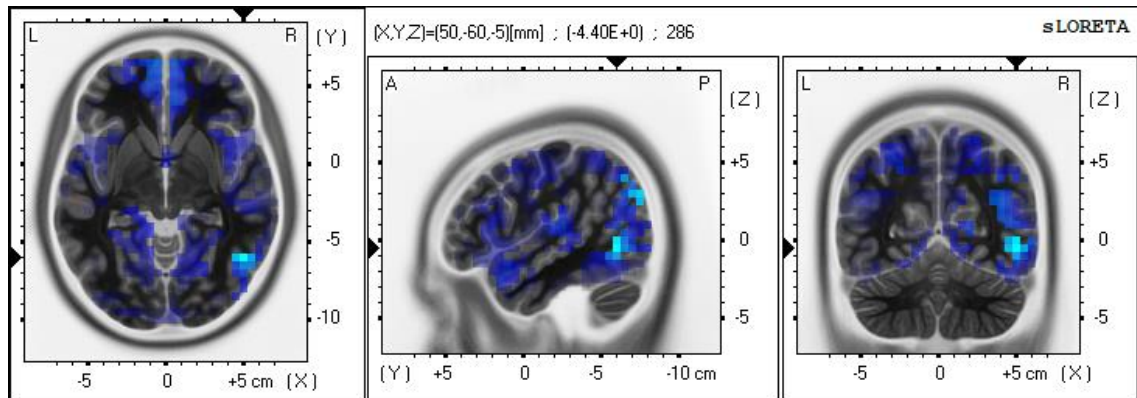 L R (Y)
+5
0
-5
-10
-5 0 +5 cm (X)
(X,Y,Z)=(50,-60,-5)[mm] ; (-4.40E+0) ; 286
sLORETA
A P (Z)
+5
0
-5
(Y) +5 0 -5 -10 cm
L R (Z)
+5
0
-5
-5 0 +5 cm (X)